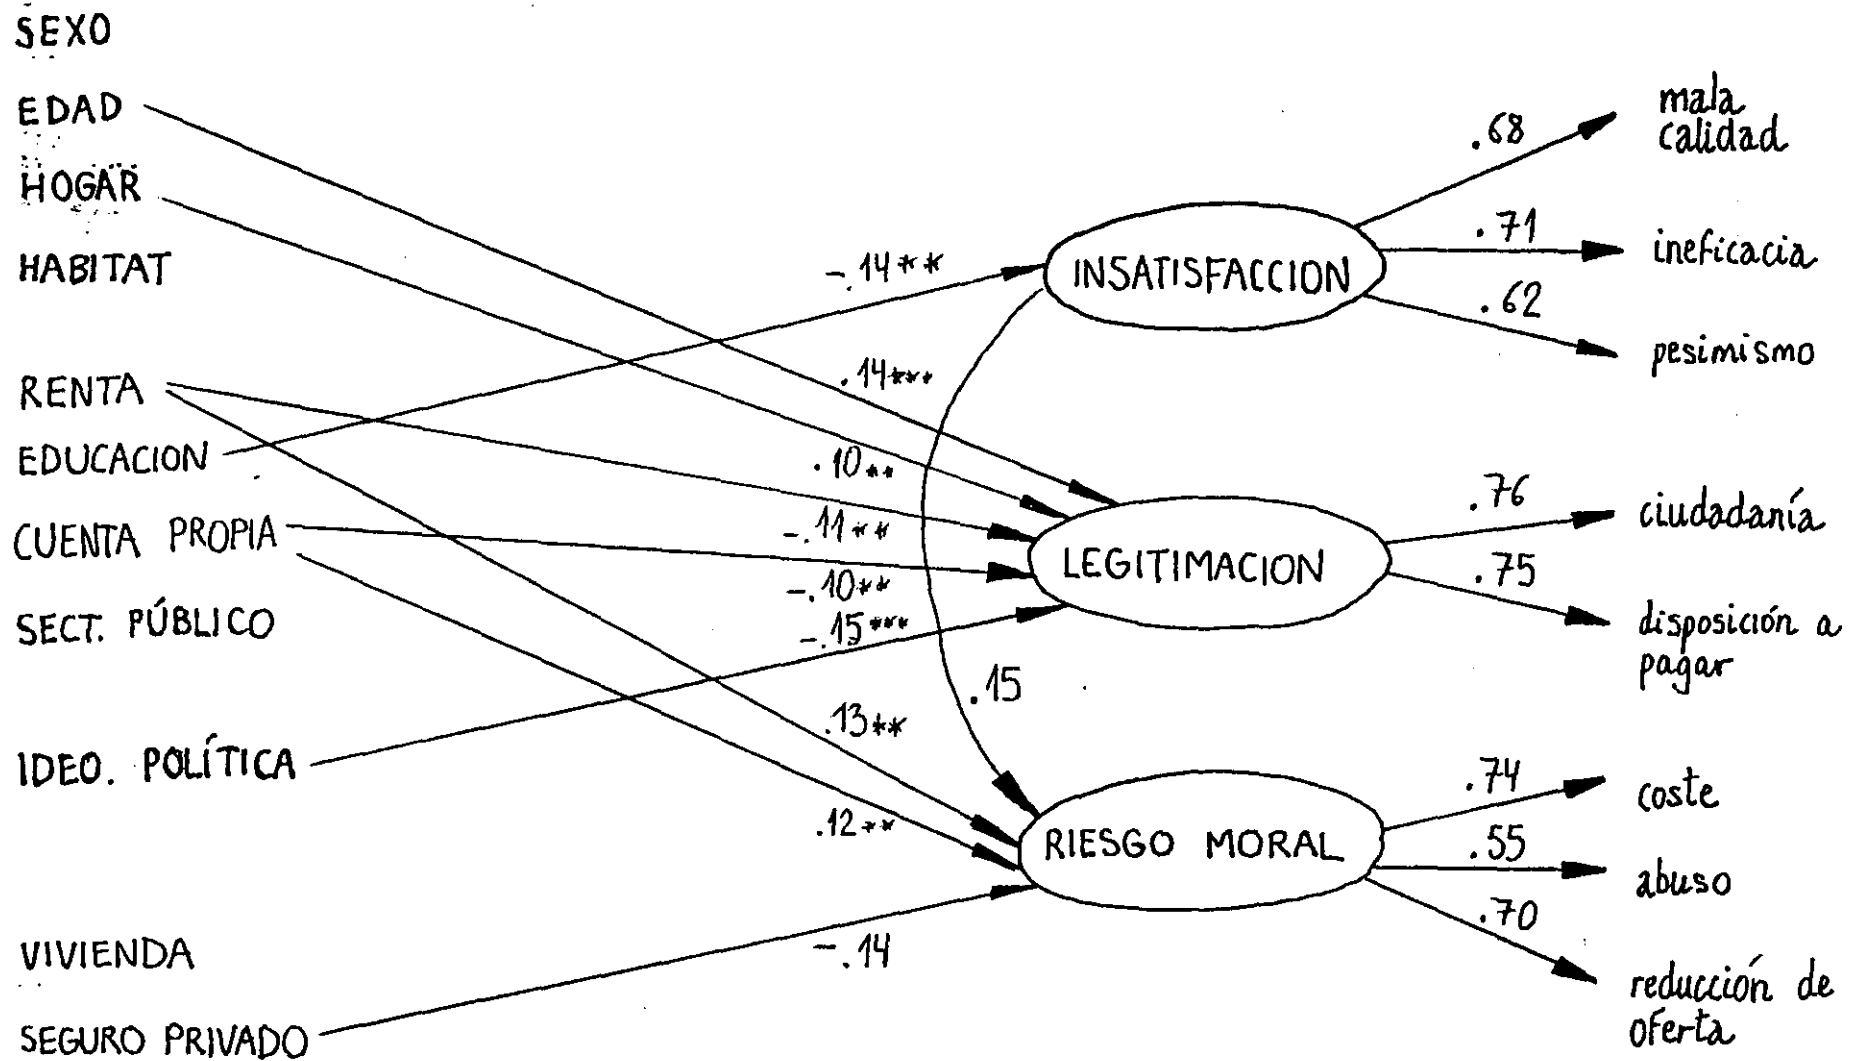 SEXO
EDAD
HOGAR
HABITAT
RENTA
EDUCACION
CUENTA PROPIA
SECT. PÚBLICO
IDEO. POLÍTICA
VIVIENDA
SEGURO PRIVADO
-.14**
.14***
.10**
-.11**
-.10**
-.15***
.13**
.12**
-.14
.15
INSATISFACCION
LEGITIMACION
RIESGO MORAL
.68
mala
calidad
.71
ineficacia
.62
pesimismo
.76
ciudadanía
.75
disposición a
pagar
.74
coste
.55
abuso
.70
reducción de
oferta